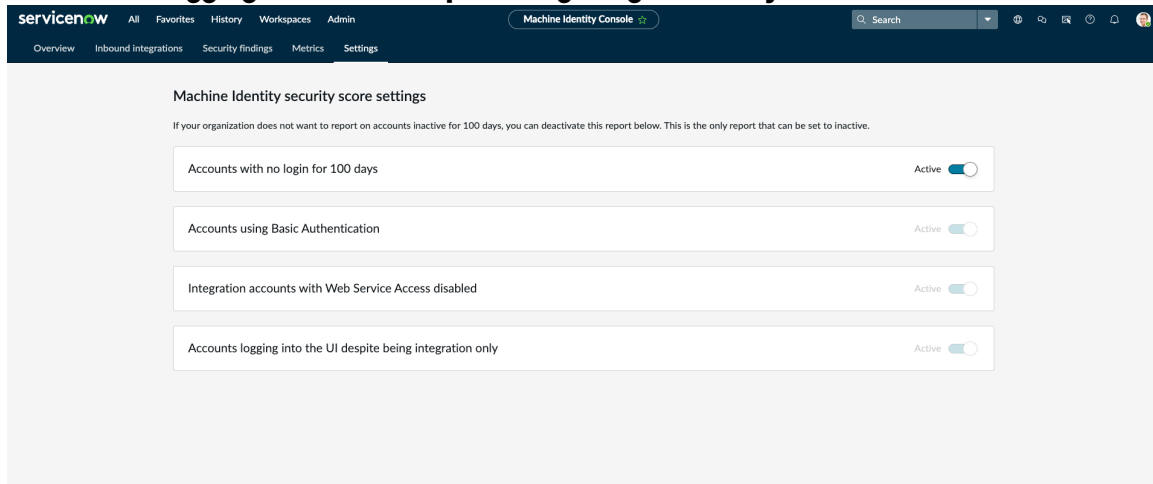 servicenow All Favorites History Workspaces Admin Machine Identity Console Search
Overview Inbound integrations Security findings Metrics Settings
Machine Identity security score settings
If your organization does not want to report on accounts inactive for 100 days, you can deactivate this report below. This is the only report that can be set to inactive.
Accounts with no login for 100 days Active
Accounts using Basic Authentication Active
Integration accounts with Web Service Access disabled Active
Accounts logging into the UI despite being integration only Active